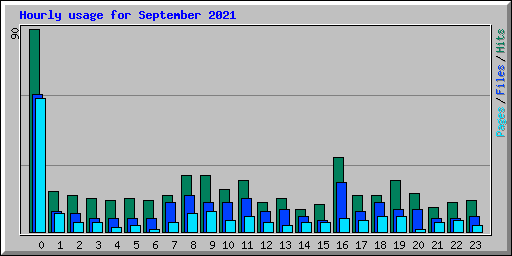 Hourly usage for September 2021
90
Pages/Files/Hits
0 1 2 3 4 5 6 7 8 9 10 11 12 13 14 15 16 17 18 19 20 21 22 23